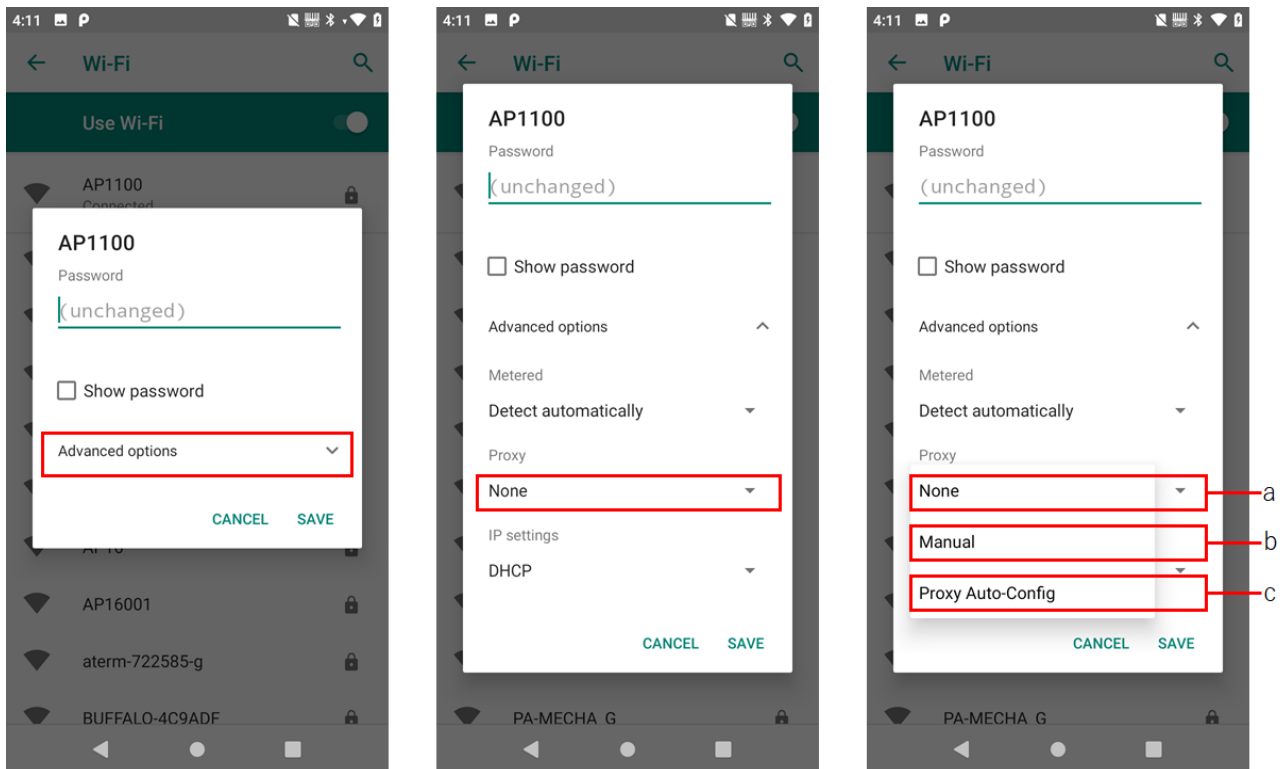 4:11
Wi-Fi
Use Wi-Fi
AP1100
Connected
AP1100
Password
(unchanged)
Show password
Advanced options
CANCEL SAVE
AP16001
aterm-722585-g
BUFFALO-4C9ADF
4:11
Wi-Fi
AP1100
Password
(unchanged)
Show password
Advanced options
Metered
Detect automatically
Proxy
None
IP settings
DHCP
CANCEL SAVE
PA-MECHA_G
4:11
Wi-Fi
AP1100
Password
(unchanged)
Show password
Advanced options
Metered
Detect automatically
Proxy
None
a
Manual
b
Proxy Auto-Config
c
CANCEL SAVE
PA-MECHA_G